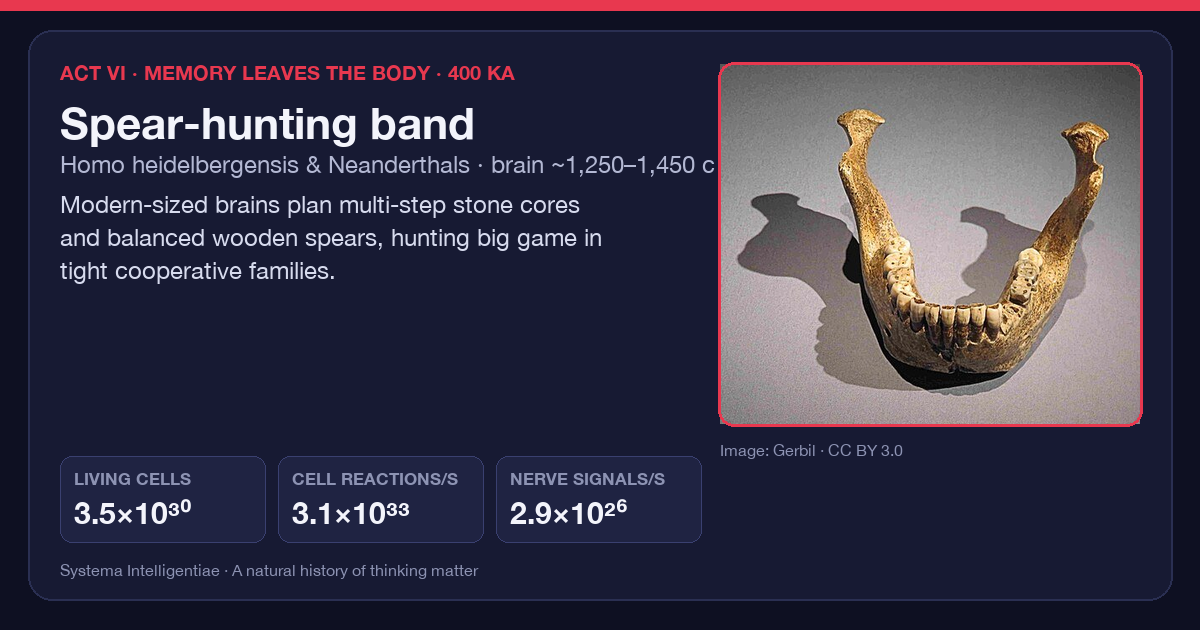 ACT VI · MEMORY LEAVES THE BODY · 400 KA
Spear-hunting band
Homo heidelbergensis & Neanderthals · brain ~1,250–1,450 c
Modern-sized brains plan multi-step stone cores
and balanced wooden spears, hunting big game in
tight cooperative families.
Image: Gerbil · CC BY 3.0
LIVING CELLS
3.5×10³⁰
CELL REACTIONS/S
3.1×10³³
NERVE SIGNALS/S
2.9×10²⁶
Systema Intelligentiae · A natural history of thinking matter